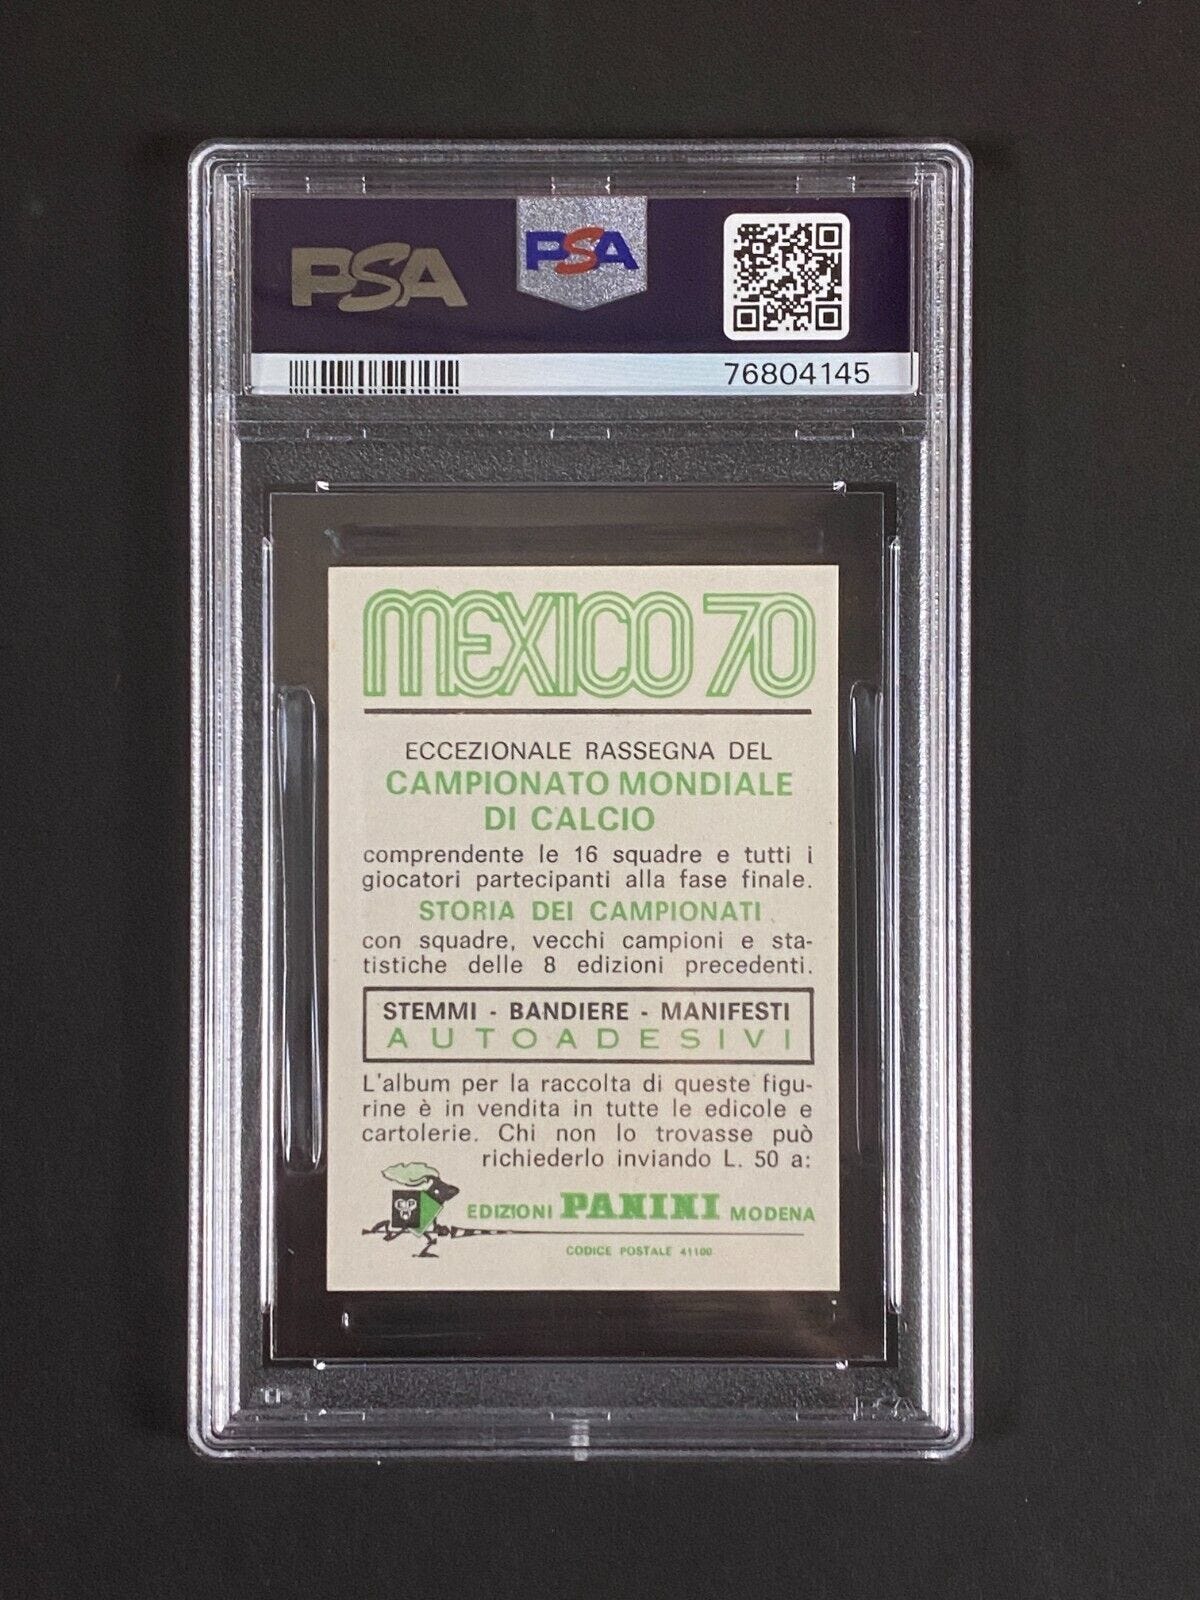 PSA
PSA
76804145
MEXICO 70
ECCEZIONALE RASSEGNA DEL
CAMPIONATO MONDIALE
DI CALCIO
comprendente le 16 squadre e tutti i
giocatori partecipanti alla fase finale.
STORIA DEI CAMPIONATI
con squadre, vecchi campioni e sta-
tistiche delle 8 edizioni precedenti.
STEMMI - BANDIERE - MANIFESTI
AUTOADESIVI
L'album per la raccolta di queste figu-
rine è in vendita in tutte le edicole e
cartolerie. Chi non lo trovasse può
richiederlo inviando L. 50 a:
EDIZIONI PANINI MODENA
CODICE POSTALE 41100